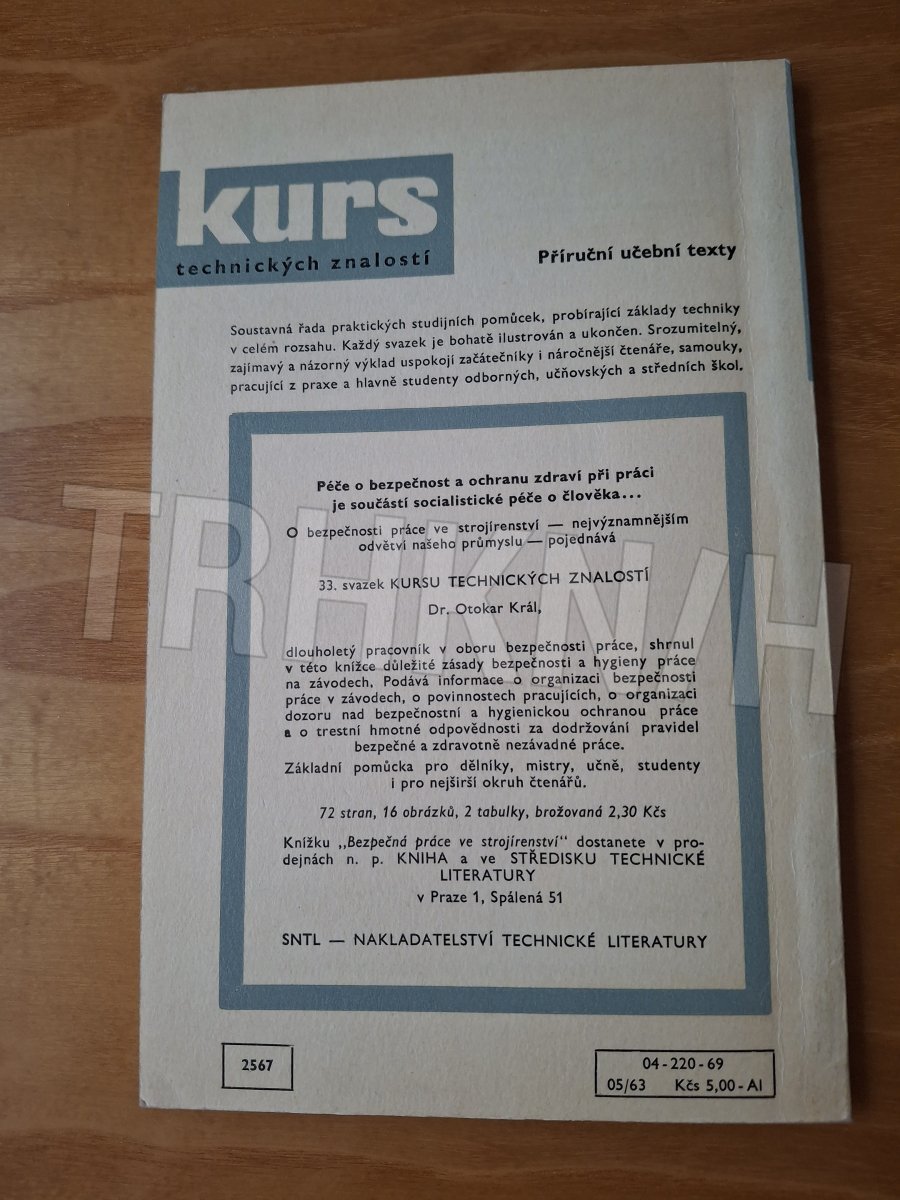 kurs
technických znalostí
Příruční učební texty
Soustavná řada praktických studijních pomůcek, probírající základy techniky
v celém rozsahu. Každý svazek je bohatě ilustrován a ukončen. Srozumitelný,
zajímavý a názorný výklad uspokojí začátečníky i náročnější čtenáře, samouky,
pracující z praxe a hlavně studenty odborných, učňovských a středních škol.
Péče o bezpečnost a ochranu zdraví při práci
je součástí socialistické péče o člověka...
O bezpečnosti práce ve strojírenství — nejvýznamnějším
odvětví našeho průmyslu — pojednává
33. svazek KURSU TECHNICKÝCH ZNALOSTÍ
Dr. Otokar Král,
dlouholetý pracovník v oboru bezpečnosti práce, shrnul
v této knížce důležité zásady bezpečnosti a hygieny práce
na závodech. Podává informace o organizaci bezpečnosti
práce v závodech, o povinnostech pracujících, o organizaci
dozoru nad bezpečnostní a hygienickou ochranou práce
a o trestní hmotné odpovědnosti za dodržování pravidel
bezpečné a zdravotně nezávadné práce.
Základní pomůcka pro dělníky, mistry, učně, studenty
i pro nejširší okruh čtenářů.
72 stran, 16 obrázků, 2 tabulky, brožovaná 2,30 Kčs
Knížku ,,Bezpečná práce ve strojírenství" dostanete v pro-
dejnách n. p. KNIHA a ve STŘEDISKU TECHNICKÉ
LITERATURY
v Praze 1, Spálená 51
SNTL — NAKLADATELSTVÍ TECHNICKÉ LITERATURY
2567
04-220-69
05/63 Kčs 5,00-AI
TRHKNIH